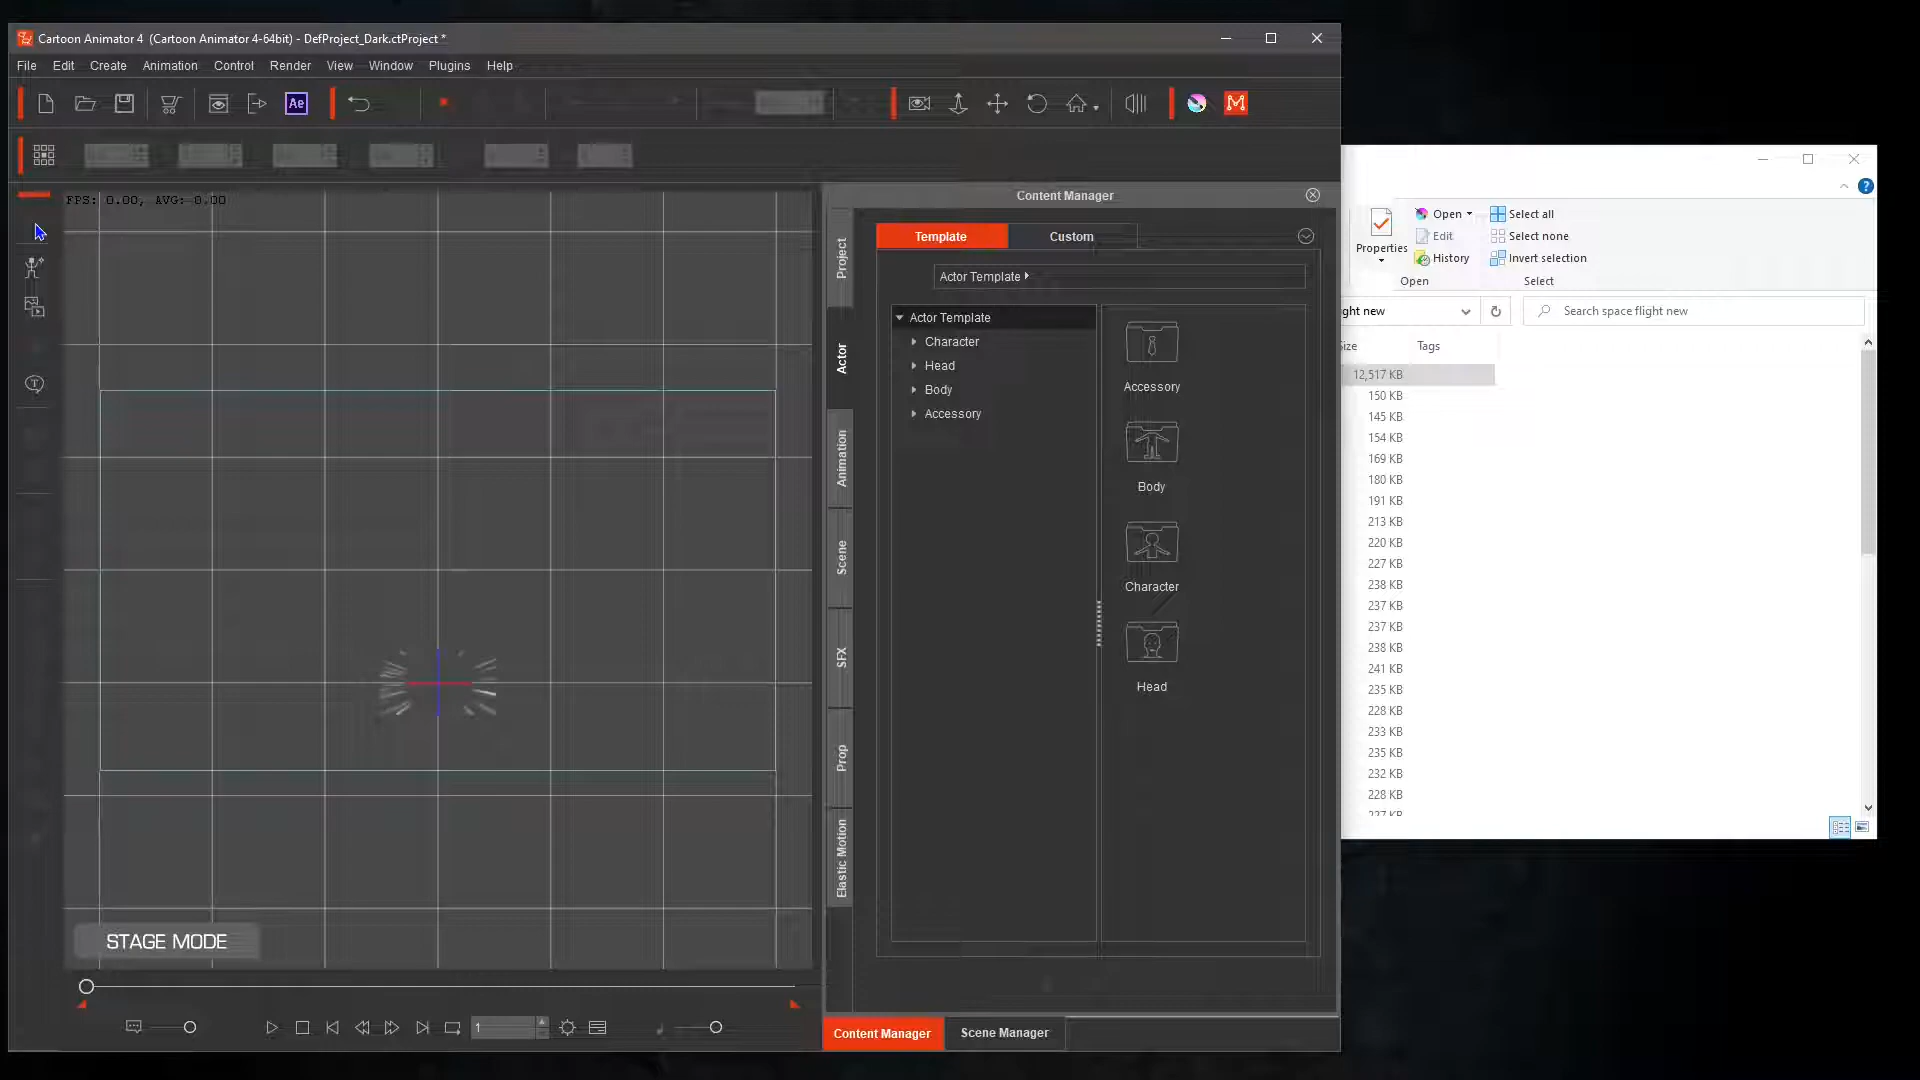 Cartoon Animator 4 (Cartoon Animator 4-64bit) - DefProject_Dark.ctProject *
File Edit Create Animation Control Render View Window Plugins Help
Ae
FPS: 0.00, AVG: 0.00
Content Manager
Template Custom
Actor Template
Actor Template
Character
Head
Body
Accessory
Accessory
Body
Character
Head
Project
Actor
Animation
Scene
SFX
Prop
Elastic Motion
STAGE MODE
1
Content Manager Scene Manager
Properties
Open
Edit
History
Open
Select all
Select none
Invert selection
Select
ght new
Search space flight new
Size Tags
12,517 KB
150 KB
145 KB
154 KB
169 KB
180 KB
191 KB
213 KB
220 KB
227 KB
238 KB
237 KB
237 KB
238 KB
241 KB
235 KB
228 KB
233 KB
235 KB
232 KB
228 KB
227 KB